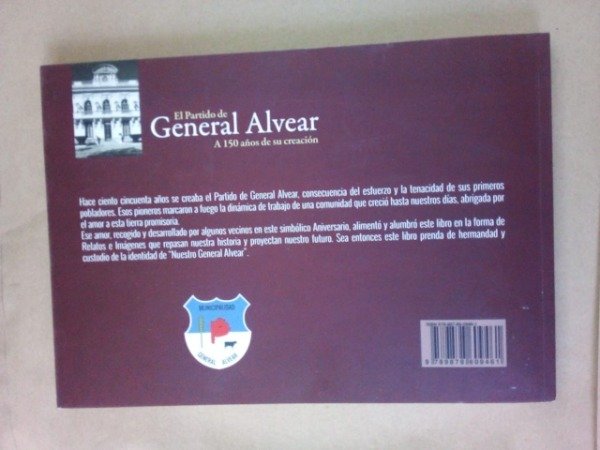 El Partido de
General Alvear
A 150 años de su creación
Hace ciento cincuenta años se creaba el Partido de General Alvear, consecuencia del esfuerzo y la tenacidad de sus primeros
pobladores. Esos pioneros marcaron a fuego la dinámica de trabajo de una comunidad que creció hasta nuestros días, abrigada por
el amor a esta tierra promisoria.
Ese amor, recogido y desarrollado por algunos vecinos en este simbólico Aniversario, alimentó y alumbró este libro en la forma de
Relatos e Imágenes que repasan nuestra historia y proyectan nuestro futuro. Sea entonces este libro prenda de hermandad y
custodio de la identidad de "Nuestro General Alvear".
MUNICIPALIDAD
P
GENERAL ALVEAR